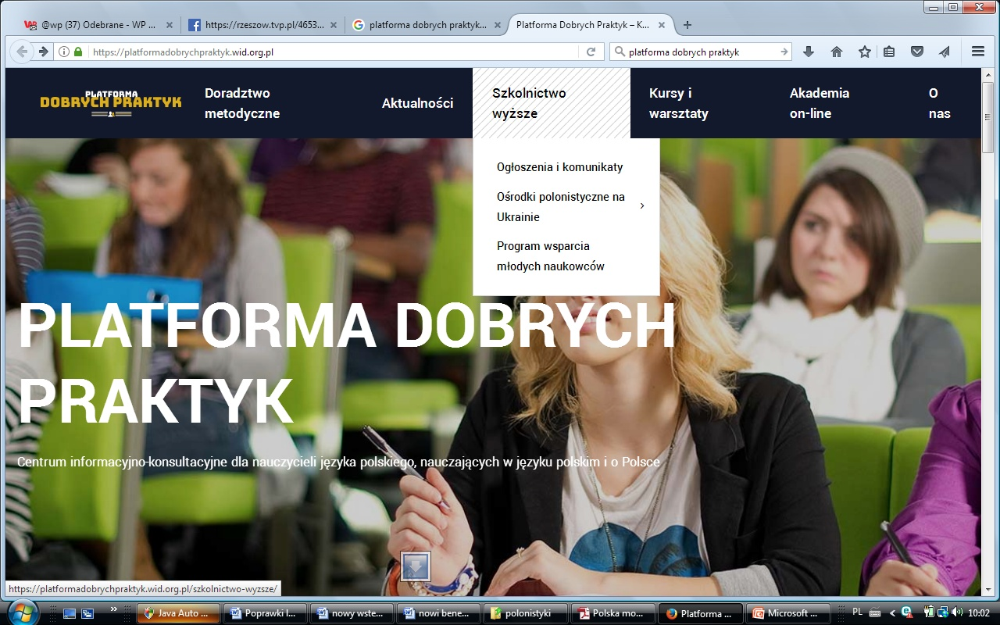 @wp (37) Odebrane - WP ...
https://rzeszow.tvp.pl/4653...
platforma dobrych praktyk...
Platforma Dobrych Praktyk – K...
https://platformadobrychpraktyk.wid.org.pl
platforma dobrych praktyk
PLATFORMA
DOBRYCH PRAKTYK
Doradztwo
metodyczne
Aktualności
Szkolnictwo
wyższe
Kursy i
warsztaty
Akademia
on-line
O
nas
Ogłoszenia i komunikaty
Ośrodki polonistyczne na
Ukrainie
Program wsparcia
młodych naukowców
PLATFORMA DOBRYCH
PRAKTYK
Centrum informacyjno-konsultacyjne dla nauczycieli języka polskiego, nauczających w języku polskim i o Polsce
https://platformadobrychpraktyk.wid.org.pl/szkolnictwo-wyzsze/
Java Auto ...
Poprawki I...
nowy wste...
nowi bene...
polonistyki
Polska mo...
Platforma ...
Microsoft ...
PL
10:02